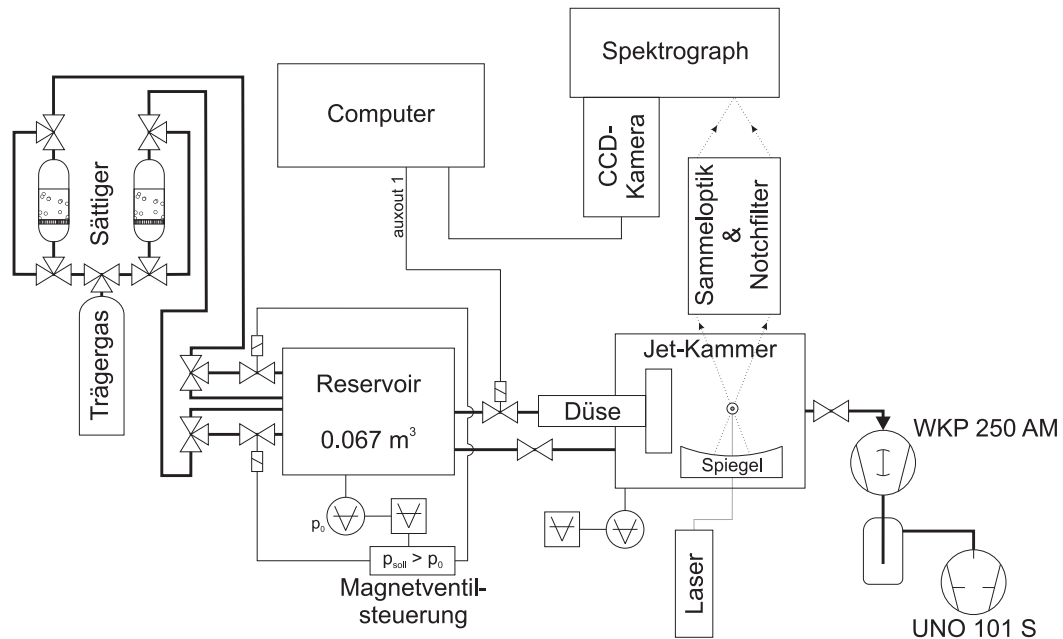 Spektrograph
Computer
CCD-
Kamera
Sättiger
auxout 1
Sammeloptik
&
Notchfilter
Trägergas
Jet-Kammer
Reservoir
0.067 m³
Düse
WKP 250 AM
Spiegel
p₀
pₛₒₗₗ > p₀
Magnetventil-
steuerung
Laser
UNO 101 S